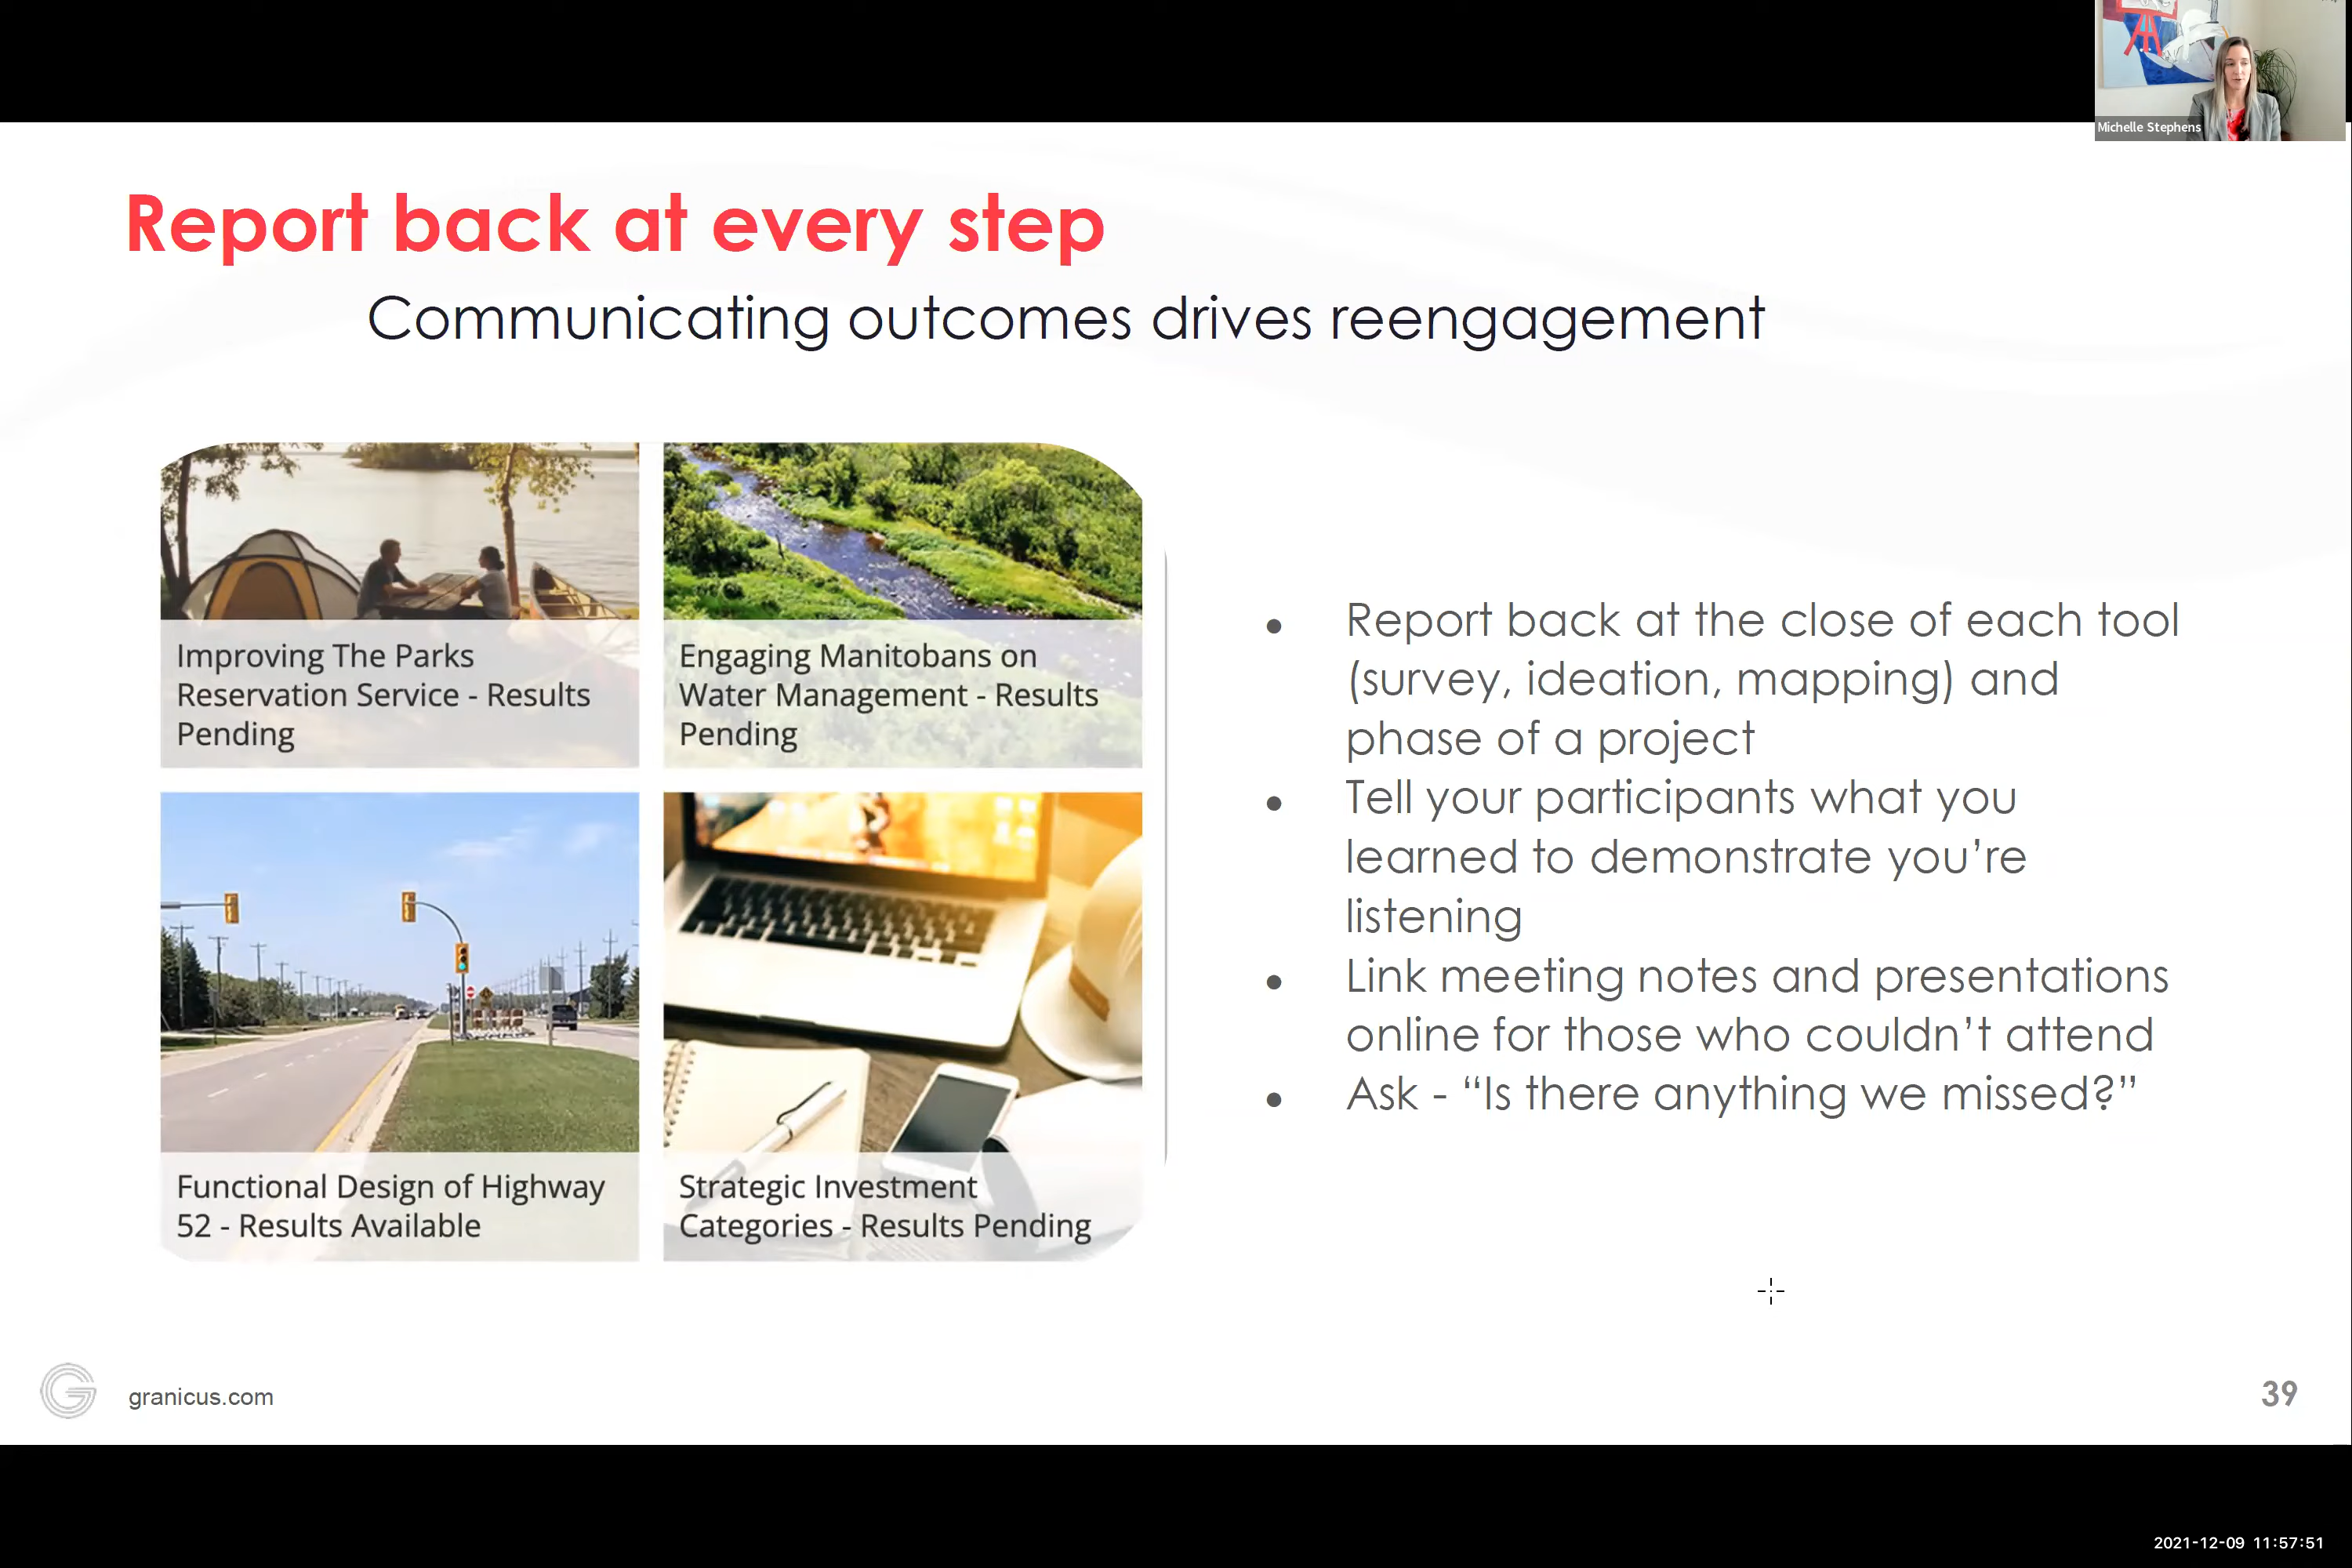 Michelle Stephens
Report back at every step
Communicating outcomes drives reengagement
Improving The Parks
Reservation Service - Results
Pending
Engaging Manitobans on
Water Management - Results
Pending
Functional Design of Highway
52 - Results Available
Strategic Investment
Categories - Results Pending
• Report back at the close of each tool
(survey, ideation, mapping) and
phase of a project
• Tell your participants what you
learned to demonstrate you’re
listening
• Link meeting notes and presentations
online for those who couldn’t attend
• Ask - “Is there anything we missed?”
granicus.com
39
2021-12-09 11:57:51